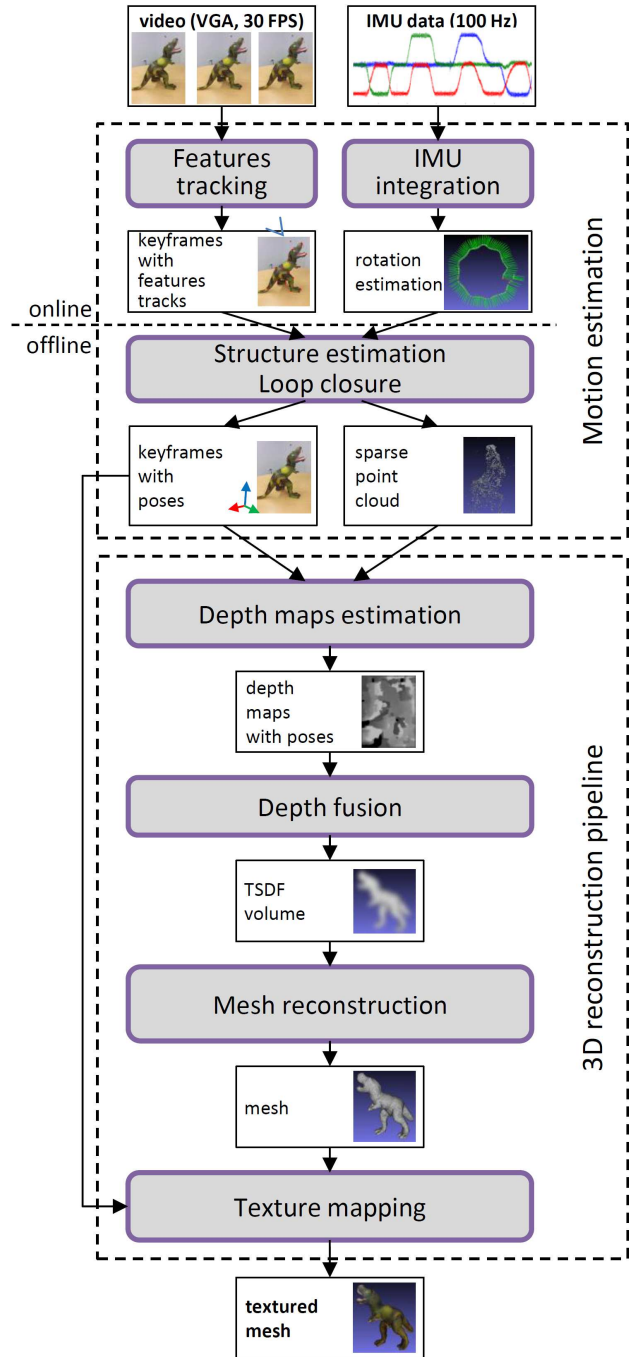 video (VGA, 30 FPS)
IMU data (100 Hz)
Features
tracking
IMU
integration
keyframes
with
features
tracks
rotation
estimation
online
offline
Structure estimation
Loop closure
keyframes
with
poses
sparse
point
cloud
Motion estimation
Depth maps estimation
depth
maps
with poses
Depth fusion
TSDF
volume
Mesh reconstruction
mesh
Texture mapping
3D reconstruction pipeline
textured
mesh